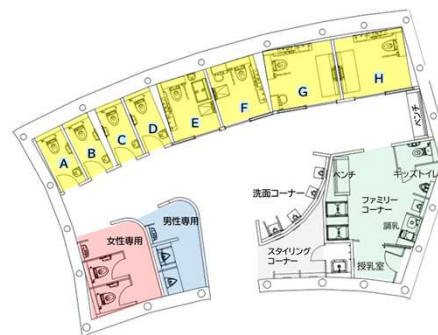 A
B
C
D
E
F
G
H
ベンチ
洗面コーナー
ベンチ
キッズトイレ
ファミリー
コーナー
調乳
男性専用
女性専用
スタイリング
コーナー
授乳室